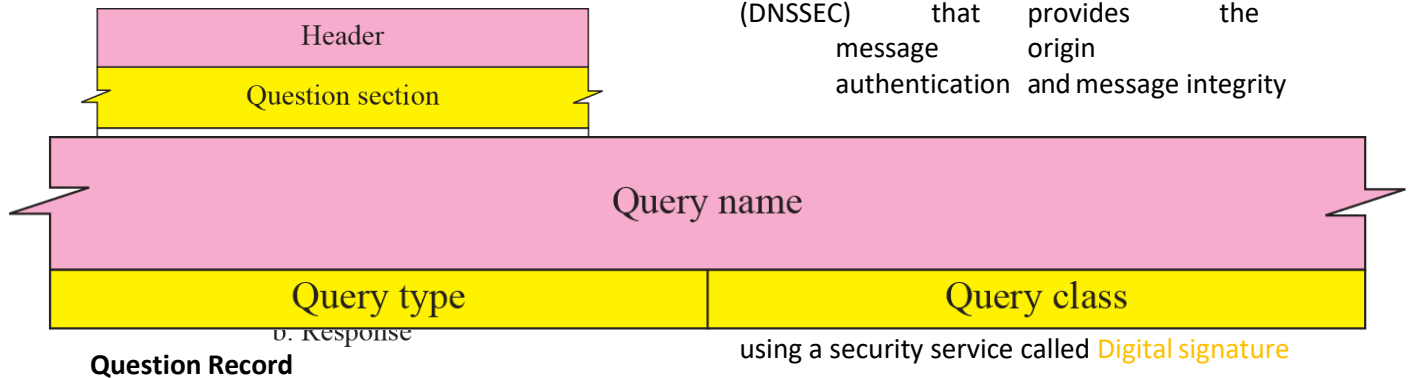 Header
Question section
(DNSSEC) that provides the
message origin
authentication and message integrity
Query name
Query type Query class
b. Response
Question Record
using a security service called Digital signature